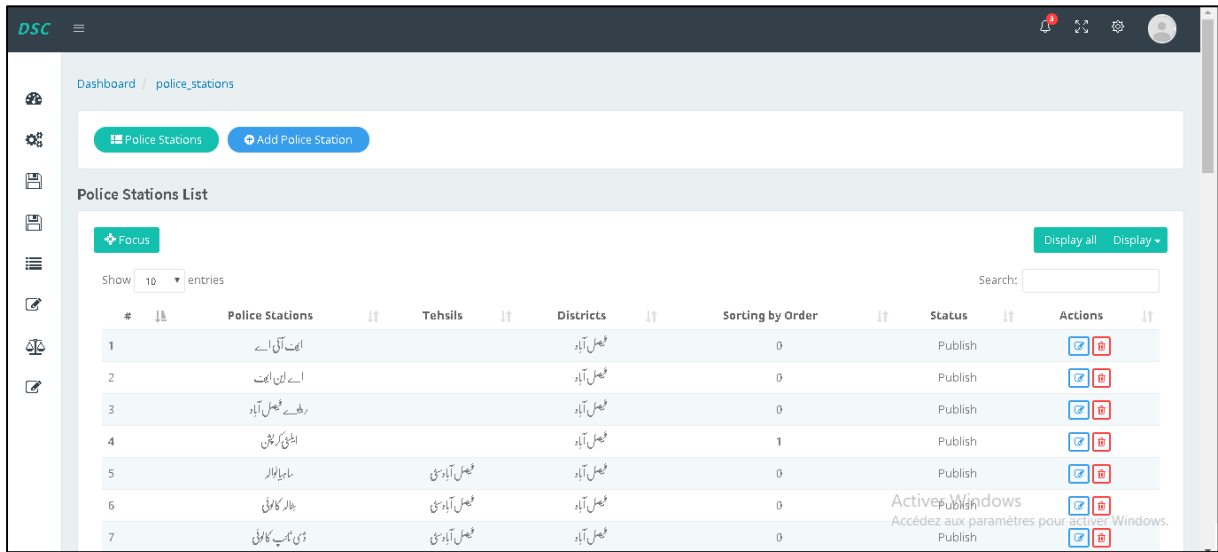 DSC 3
Dashboard / police_stations
Police Stations Add Police Station
Police Stations List
Focus Display all Display
Show 10 entries Search:
# Police Stations Tehsils Districts Sorting by Order Status Actions
1 ایف آئی اے فیصل آباد 0 Publish
2 اے این ایف فیصل آباد 0 Publish
3 ریلوے فیصل آباد فیصل آباد 0 Publish
4 اینٹی کرپشن فیصل آباد 1 Publish
5 ساہیانوالہ فیصل آباد سٹی فیصل آباد 0 Publish
6 بٹالہ کالونی فیصل آباد سٹی فیصل آباد 0 Publish
7 ڈی ٹائپ کالونی فیصل آباد سٹی فیصل آباد 0 Publish
Activer Windows
Accédez aux paramètres pour activer Windows.